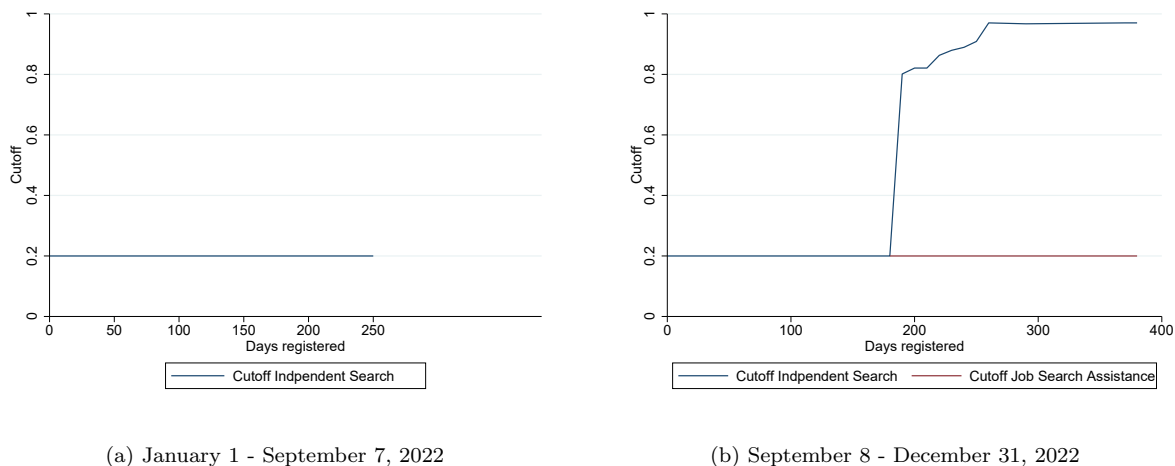 1
0.8
0.6
0.4
0.2
0
Cutoff
0 50 100 150 200 250
Days registered
Cutoff Indpendent Search
(a) January 1 - September 7, 2022
1
0.8
0.6
0.4
0.2
0
Cutoff
0 100 200 300 400
Days registered
Cutoff Indpendent Search Cutoff Job Search Assistance
(b) September 8 - December 31, 2022